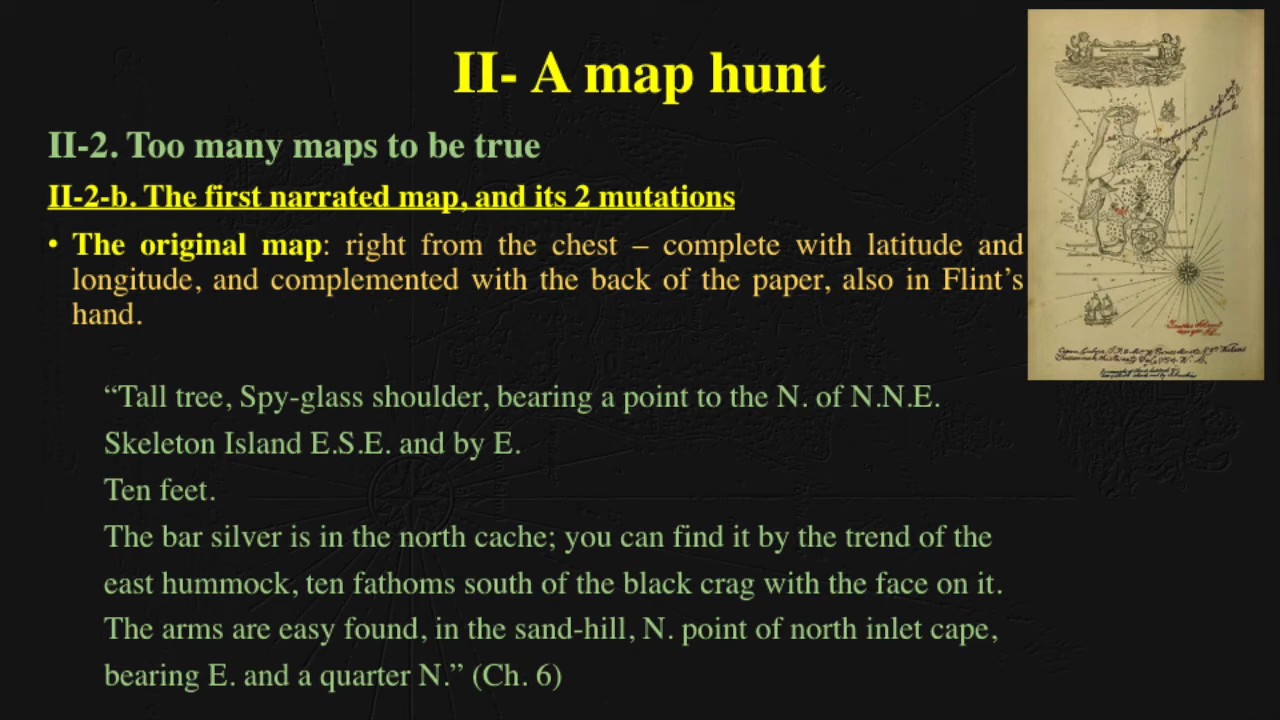 II- A map hunt
II-2. Too many maps to be true
II-2-b. The first narrated map, and its 2 mutations
• The original map: right from the chest – complete with latitude and
longitude, and complemented with the back of the paper, also in Flint’s
hand.
“Tall tree, Spy-glass shoulder, bearing a point to the N. of N.N.E.
Skeleton Island E.S.E. and by E.
Ten feet.
The bar silver is in the north cache; you can find it by the trend of the
east hummock, ten fathoms south of the black crag with the face on it.
The arms are easy found, in the sand-hill, N. point of north inlet cape,
bearing E. and a quarter N.” (Ch. 6)